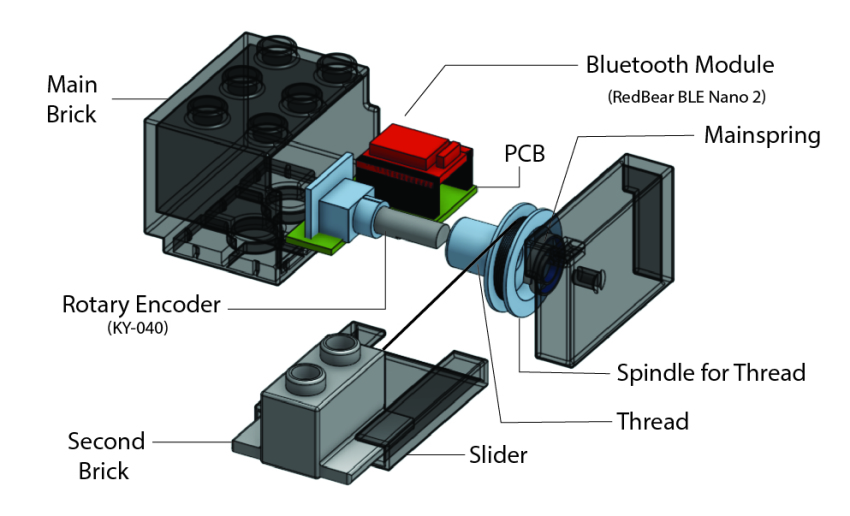 Main
Brick
Bluetooth Module
(RedBear BLE Nano 2)
Mainspring
PCB
Rotary Encoder
(KY-040)
Spindle for Thread
Thread
Second
Brick
Slider